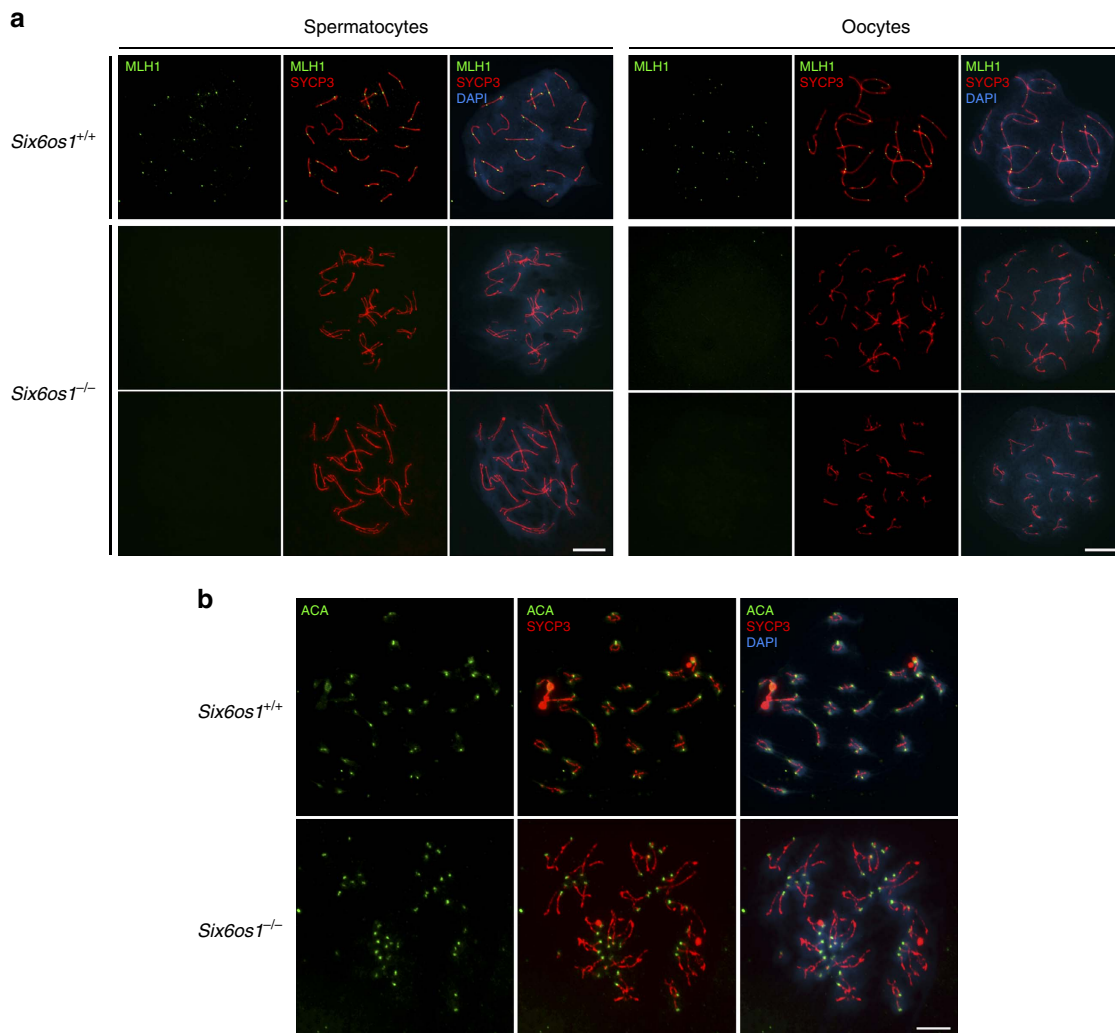 a
Spermatocytes
Oocytes
MLH1
MLH1
SYCP3
MLH1
SYCP3
DAPI
MLH1
MLH1
SYCP3
MLH1
SYCP3
DAPI
Six6os1+/+
Six6os1–/–
b
ACA
ACA
SYCP3
ACA
SYCP3
DAPI
Six6os1+/+
Six6os1–/–